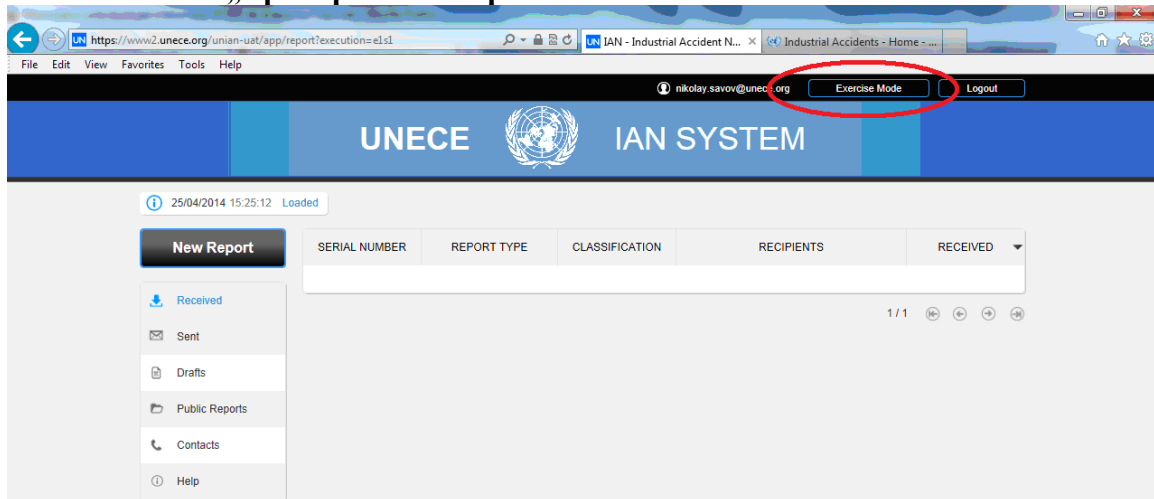 https://www2.unece.org/unian-uat/app/report?execution=e1s1
IAN - Industrial Accident N...
Industrial Accidents - Home - ...
File Edit View Favorites Tools Help
nikolay.savov@unece.org Exercise Mode Logout
UNECE IAN SYSTEM
25/04/2014 15:25:12 Loaded
New Report
SERIAL NUMBER REPORT TYPE CLASSIFICATION RECIPIENTS RECEIVED
Received
1 / 1
Sent
Drafts
Public Reports
Contacts
Help